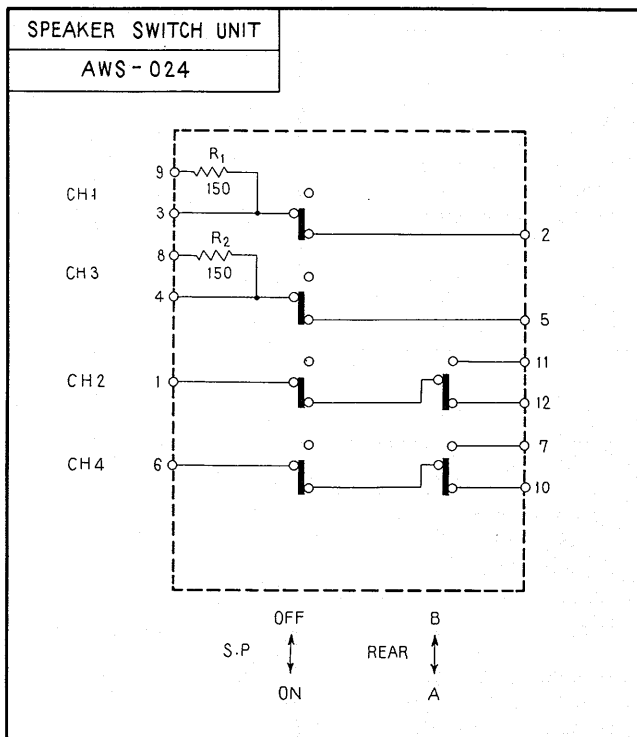 SPEAKER SWITCH UNIT
AWS-024
9
R1
150
CH1
3
2
8
R2
150
CH3
4
5
11
CH2
1
12
7
CH4
6
10
OFF
B
S.P
REAR
ON
A